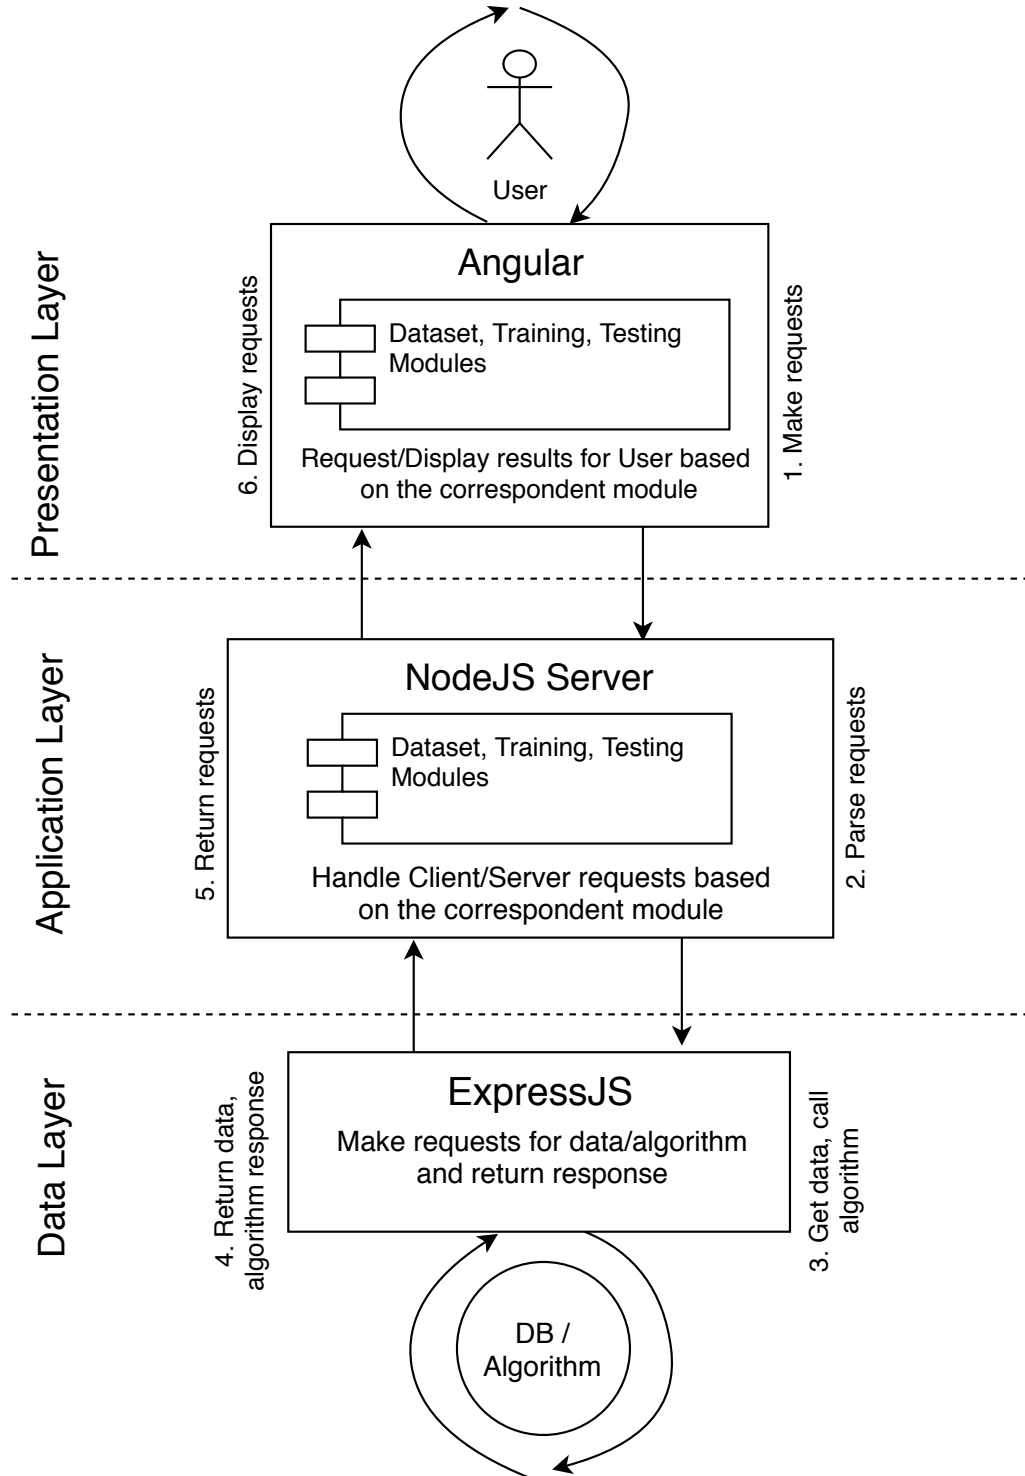 User
Presentation Layer
Angular
6. Display requests
Dataset, Training, Testing
Modules
1. Make requests
Request/Display results for User based
on the correspondent module
Application Layer
NodeJS Server
5. Return requests
Dataset, Training, Testing
Modules
2. Parse requests
Handle Client/Server requests based
on the correspondent module
Data Layer
ExpressJS
4. Return data,
algorithm response
Make requests for data/algorithm
and return response
3. Get data, call
algorithm
DB /
Algorithm